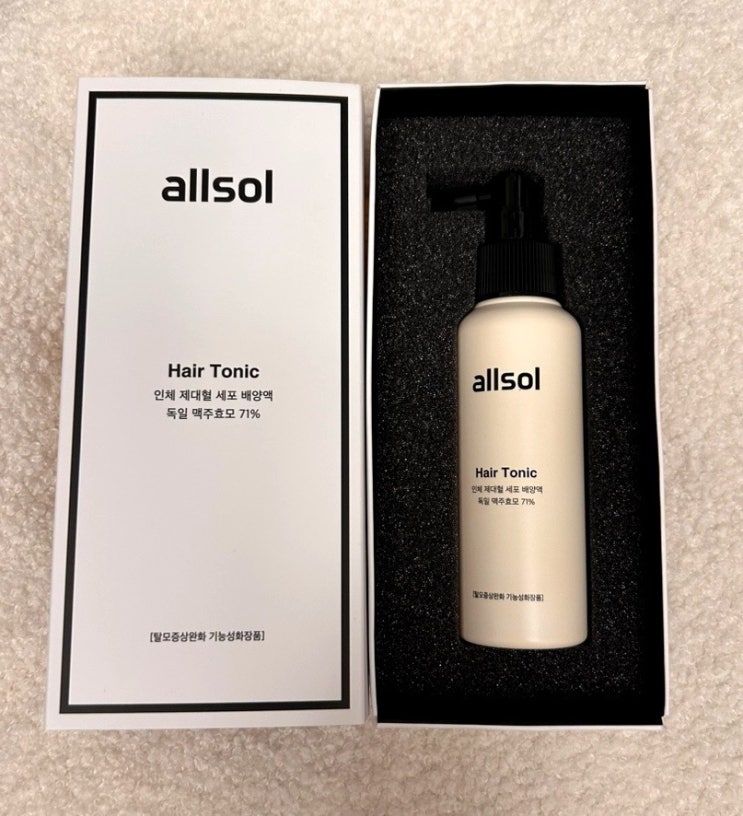 allsol
Hair Tonic
인체 제대혈 세포 배양액
독일 맥주효모 71%
[탈모증상완화 기능성화장품]
allsol
Hair Tonic
인체 제대혈 세포 배양액
독일 맥주효모 71%
[탈모증상완화 기능성화장품]